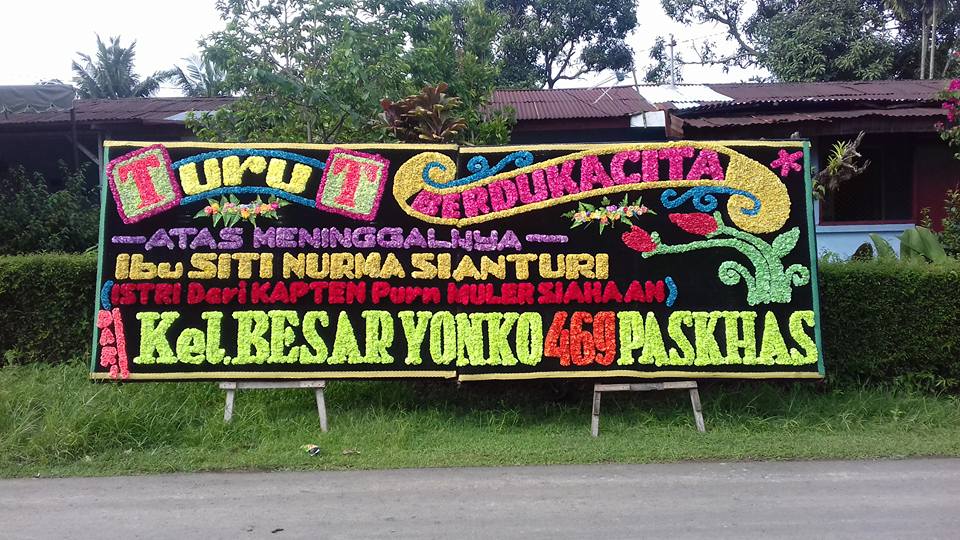 Turut BERDUKACITA
ATAS MENINGGALNYA
Ibu SITI NURMA SIANTURI
(ISTRI Dari KAPTEN Purn MULER SIAHAAN)
DARI Kel. BESAR YONKO 469 PASKHAS